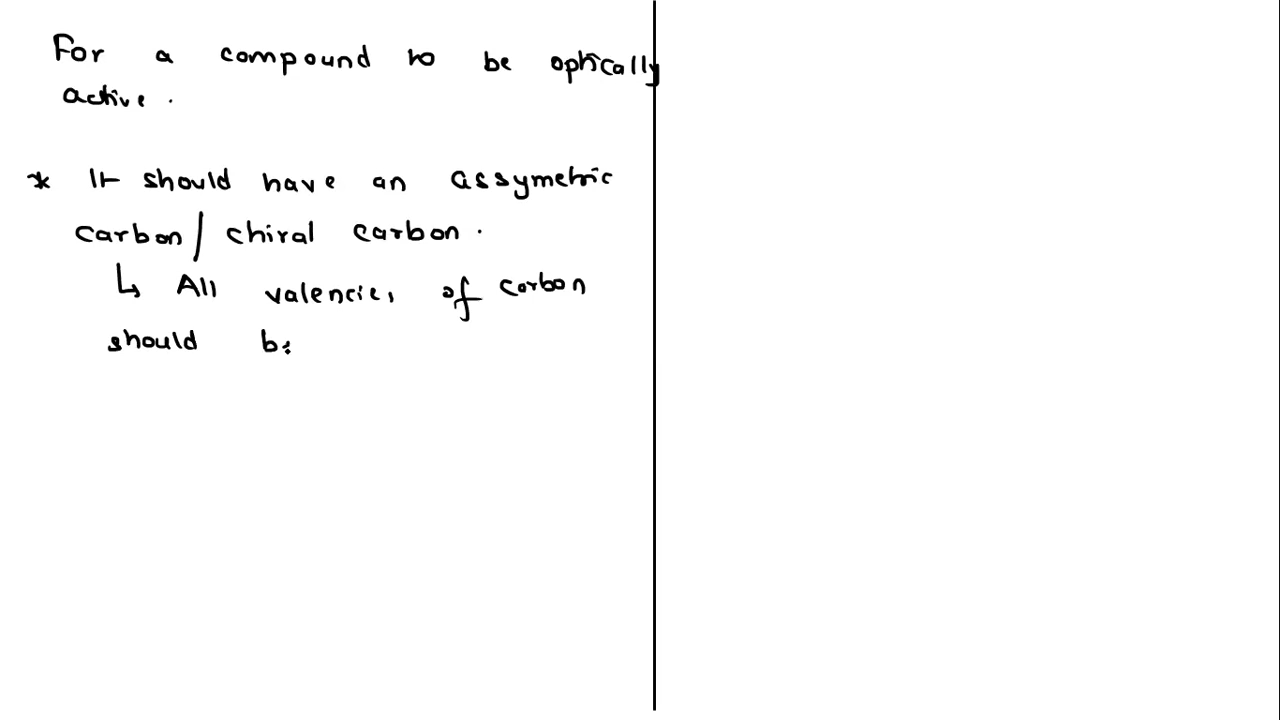 For a compound to be optically
active.
* It should have an assymetric
carbon/chiral carbon.
↳ All valencies of carbon
should be